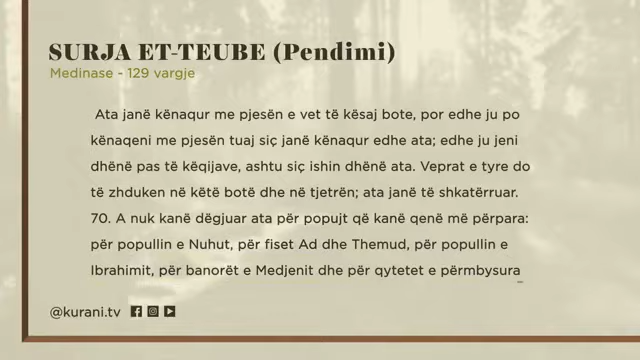 SURJA ET-TEUBE (Pendimi)
Medinase - 129 vargje
Ata janë kënaqur me pjesën e vet të kësaj bote, por edhe ju po
kënaqeni me pjesën tuaj siç janë kënaqur edhe ata; edhe ju jeni
dhënë pas të këqijave, ashtu siç ishin dhënë ata. Veprat e tyre do
të zhduken në këtë botë dhe në tjetrën; ata janë të shkatërruar.
70. A nuk kanë dëgjuar ata për popujt që kanë qenë më përpara:
për popullin e Nuhut, për fiset Ad dhe Themud, për popullin e
Ibrahimit, për banorët e Medjenit dhe për qytetet e përmbysura
@kurani.tv